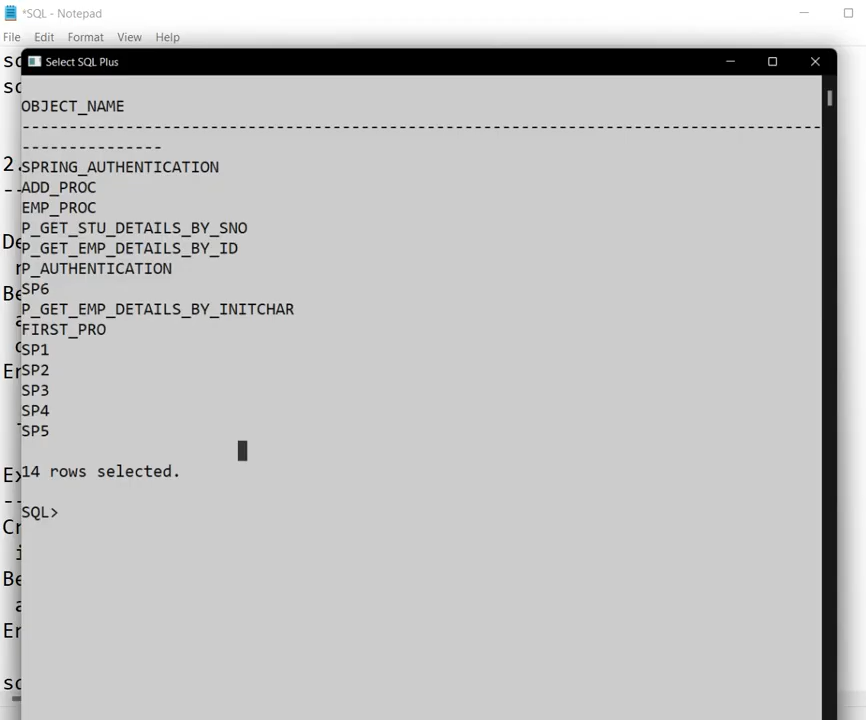 *SQL - Notepad
File Edit Format View Help
Select SQL Plus
OBJECT_NAME
-------------------------------------------------------------------------------------
---------------
SPRING_AUTHENTICATION
ADD_PROC
EMP_PROC
P_GET_STU_DETAILS_BY_SNO
P_GET_EMP_DETAILS_BY_ID
P_AUTHENTICATION
SP6
P_GET_EMP_DETAILS_BY_INITCHAR
FIRST_PRO
SP1
SP2
SP3
SP4
SP5
14 rows selected.
SQL>